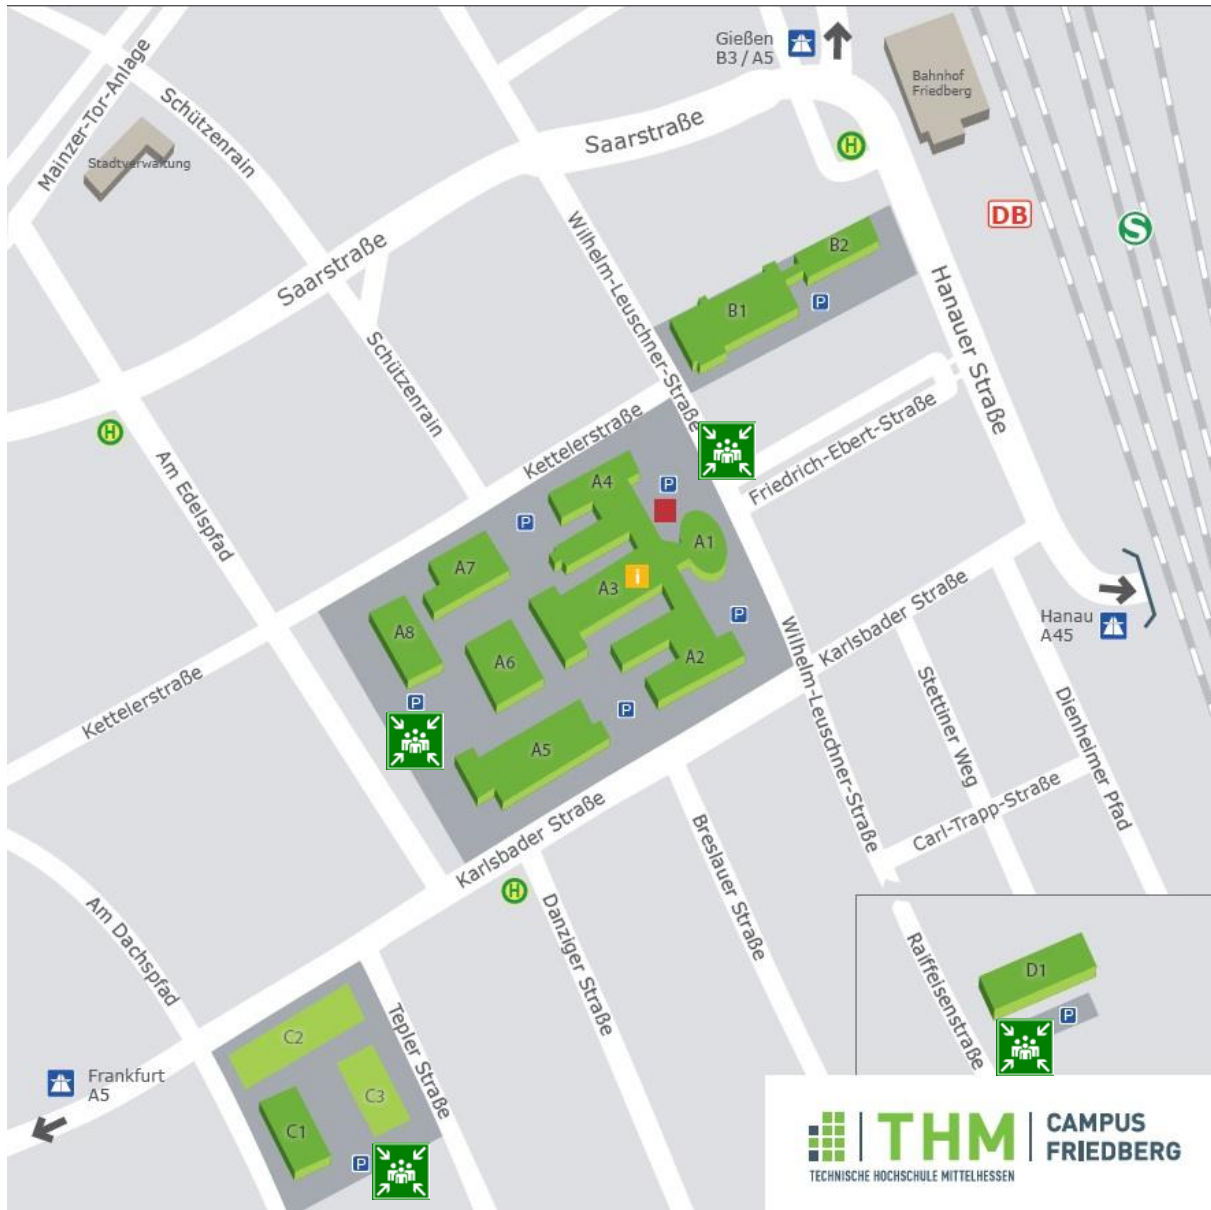 Gießen
B3 / A5
Bahnhof
Friedberg
Mainzer-Tor-Anlage
Schützenrain
Stadtverwaltung
Saarstraße
H
DB
S
Wilhelm-Leuschner-Straße
B2
P
B1
Hanauer Straße
Saarstraße
Schützenrain
H
Kettelerstraße
Friedrich-Ebert-Straße
Am Edelspfad
A4
P
P
A1
A7
A3
i
A8
A6
P
A2
Karlsbader Straße
Hanau
A45
Kettelerstraße
P
P
A5
Wilhelm-Leuschner-Straße
Stettiner Weg
Dienheimer Pfad
Carl-Trapp-Straße
Karlsbader Straße
H
Breslauer Straße
Danziger Straße
Am Dachspfad
Raiffeisenstraße
D1
P
Tepler Straße
C2
C3
C1
P
Frankfurt
A5
THM
CAMPUS
FRIEDBERG
TECHNISCHE HOCHSCHULE MITTELHESSEN